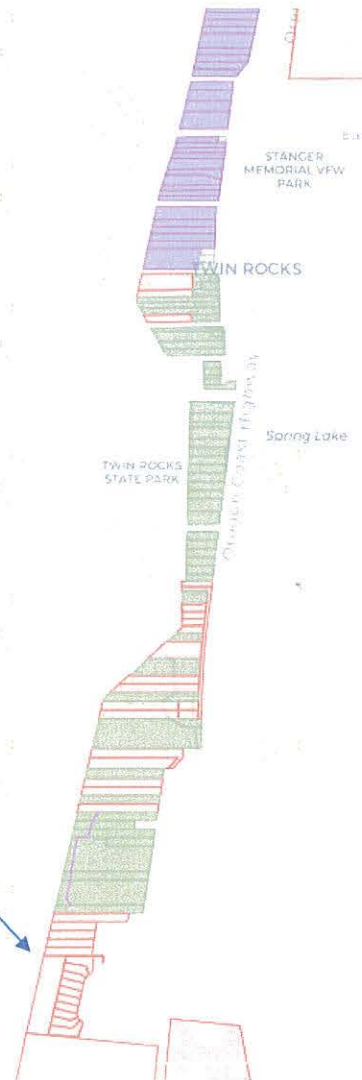 STANGER
MEMORIAL VFW
PARK
TWIN ROCKS
Oregon Coast Highway
Spring Lake
TWIN ROCKS
STATE PARK